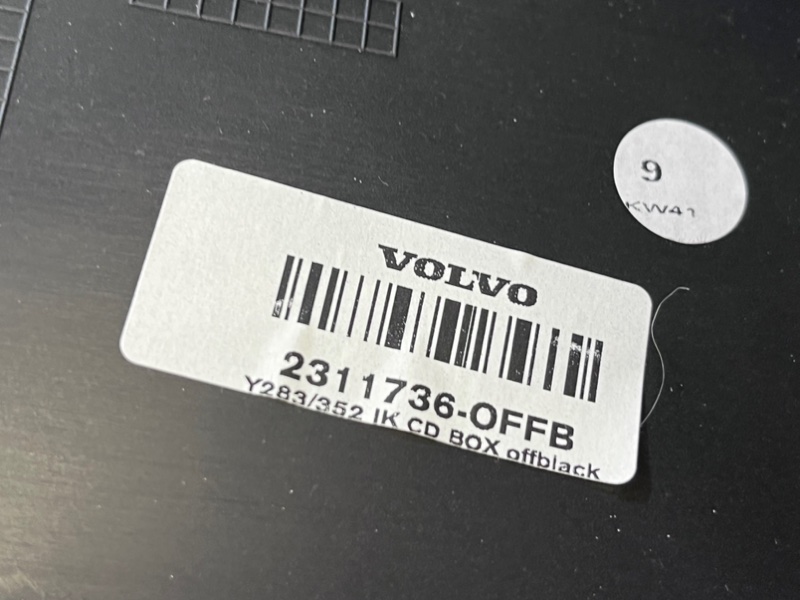 9
KW41
VOLVO
2311736-OFFB
Y283/352 IK CD BOX offblack